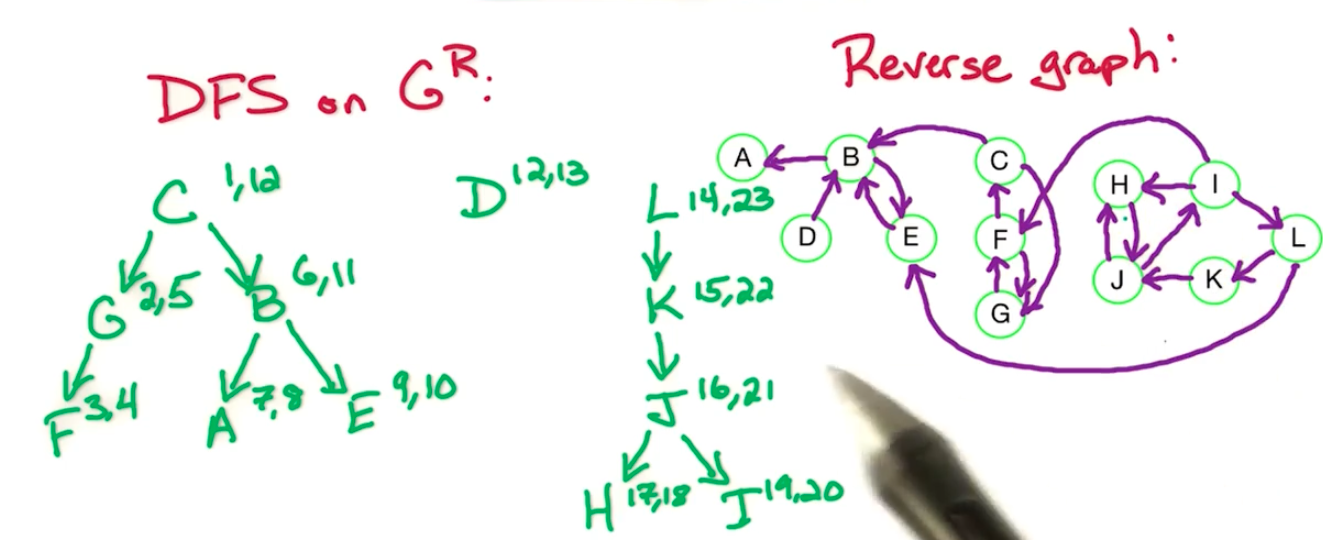 DFS on G^R:
Reverse graph:
C 1,12
D 12,13
L 14,23
G 2,5
B 6,11
K 15,22
F 3,4
A 7,8
E 9,10
J 16,21
H 17,18
I 19,20
A
B
C
H
I
D
E
F
L
J
K
G